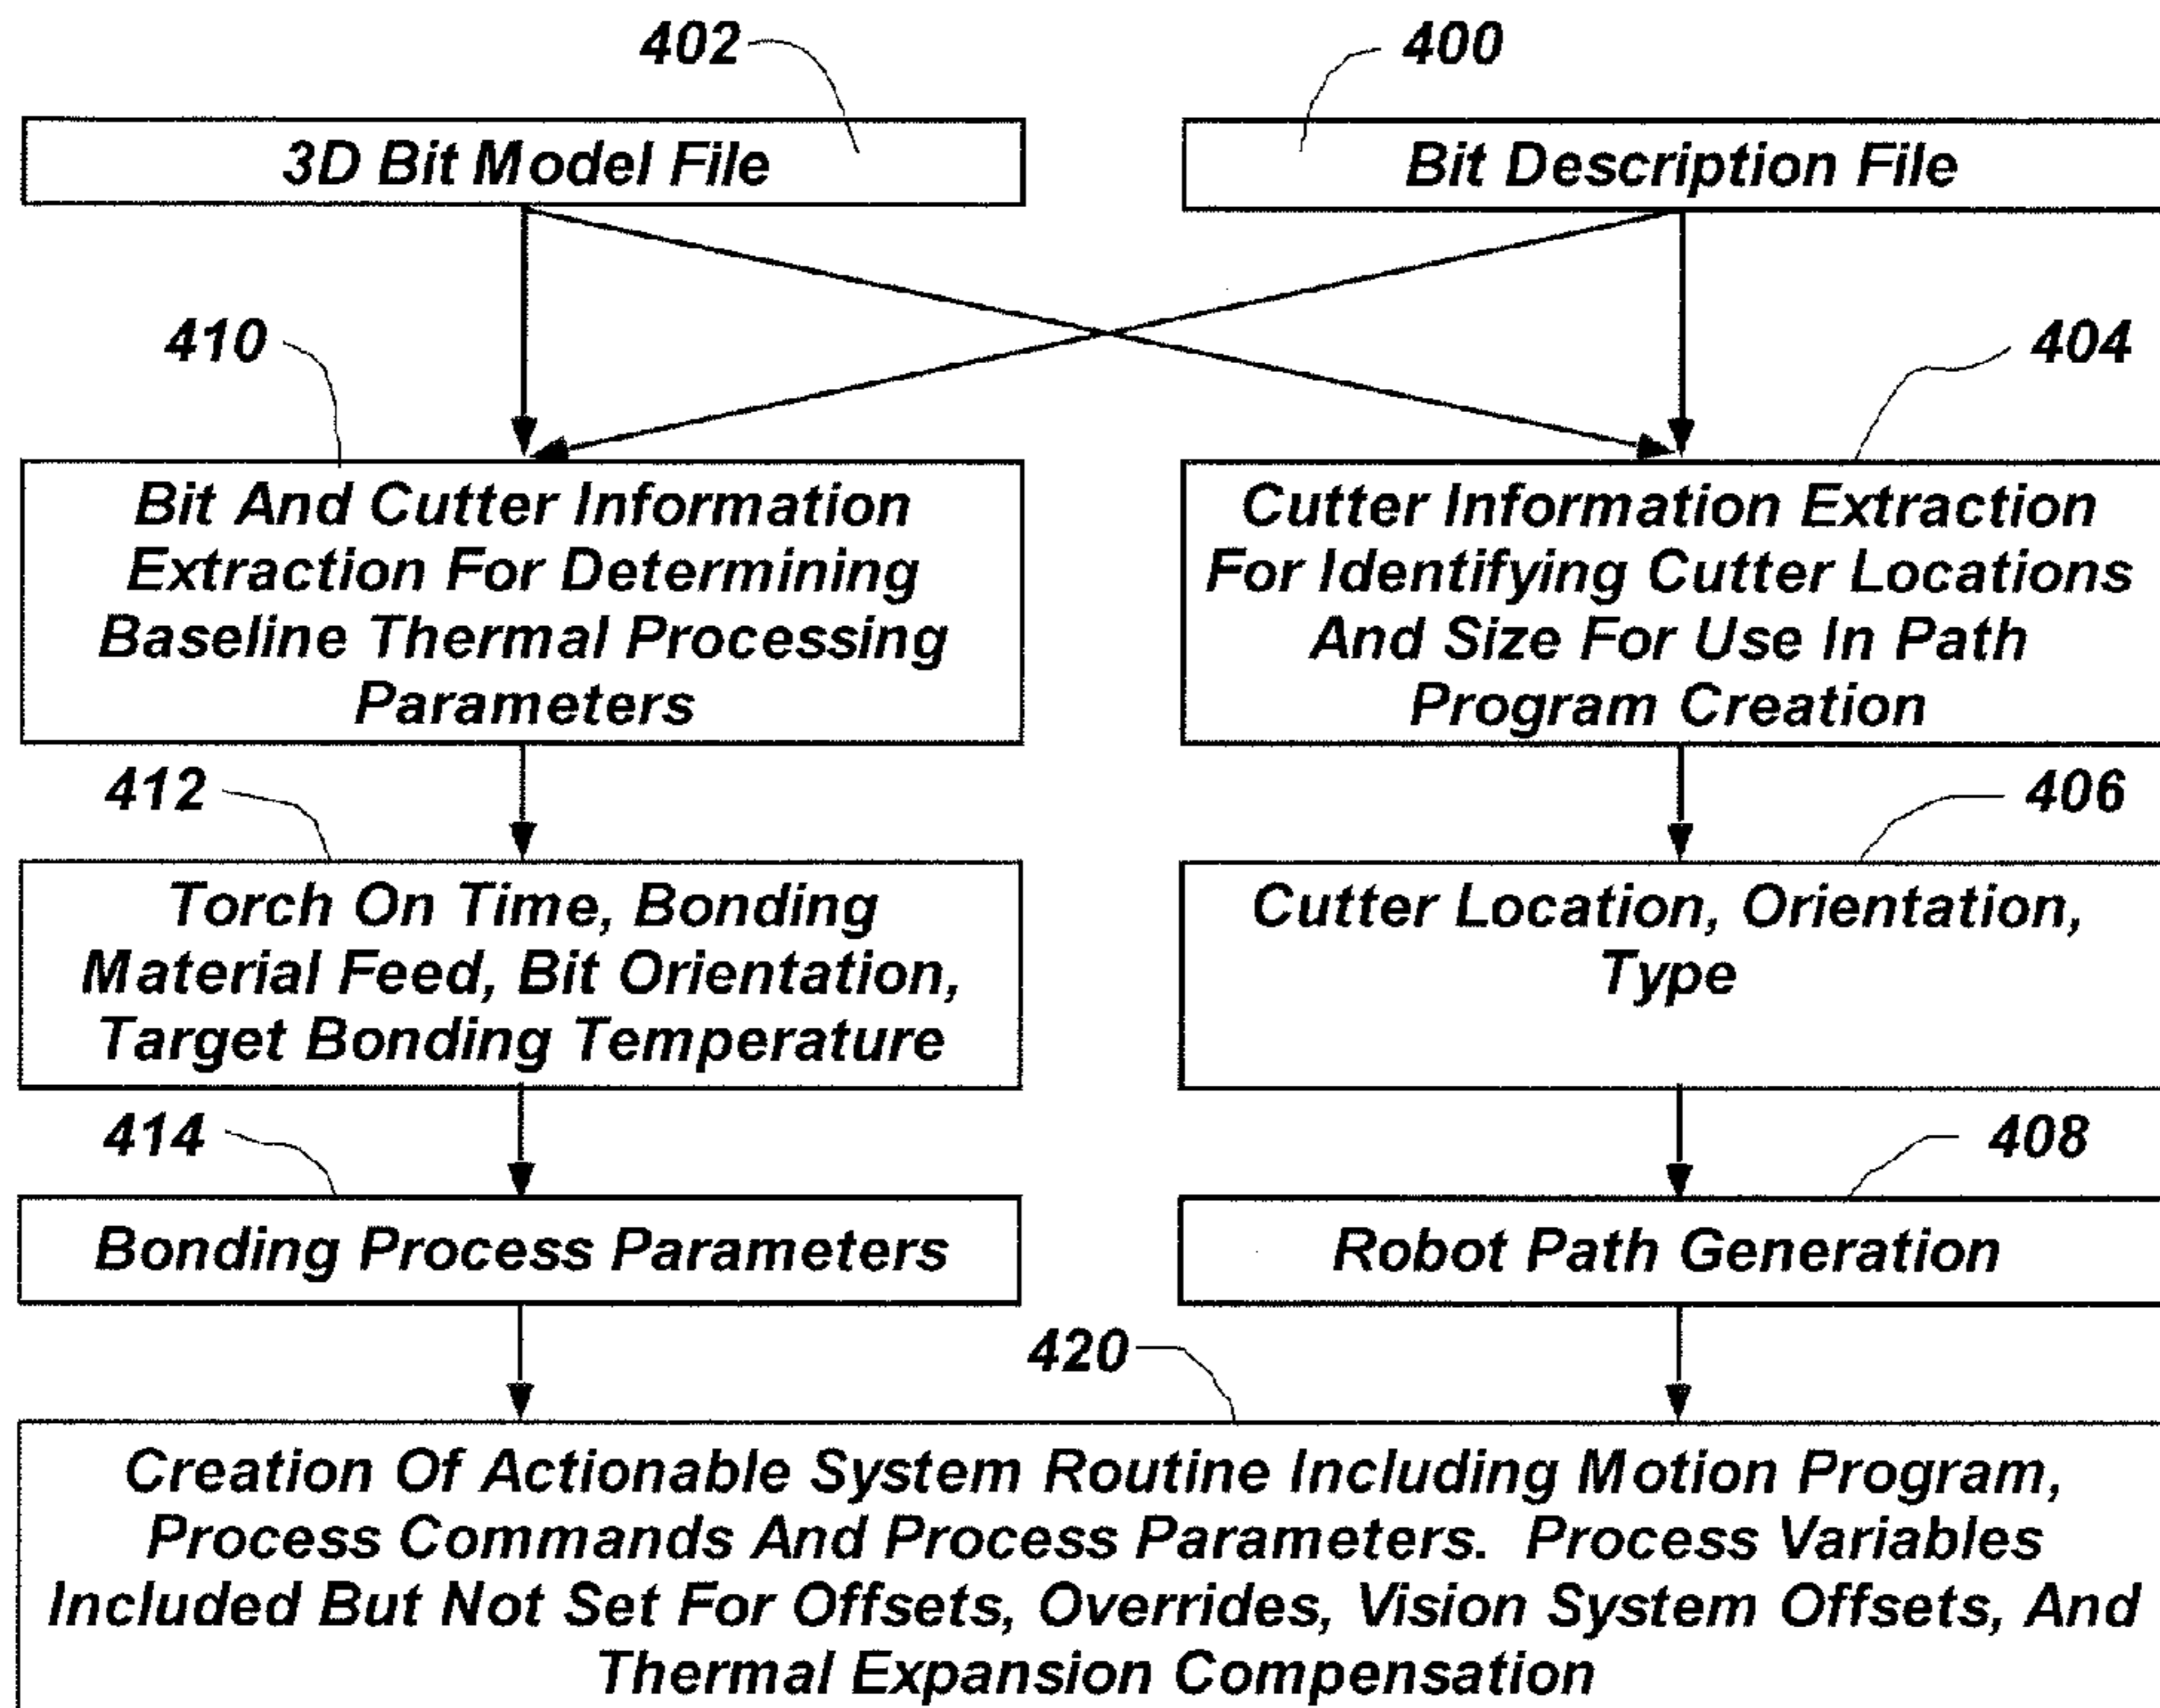 402
400
3D Bit Model File
Bit Description File
410
404
Bit And Cutter Information
Extraction For Determining
Baseline Thermal Processing
Parameters
Cutter Information Extraction
For Identifying Cutter Locations
And Size For Use In Path
Program Creation
412
406
Torch On Time, Bonding
Material Feed, Bit Orientation,
Target Bonding Temperature
Cutter Location, Orientation,
Type
414
408
Bonding Process Parameters
Robot Path Generation
420
Creation Of Actionable System Routine Including Motion Program,
Process Commands And Process Parameters. Process Variables
Included But Not Set For Offsets, Overrides, Vision System Offsets, And
Thermal Expansion Compensation